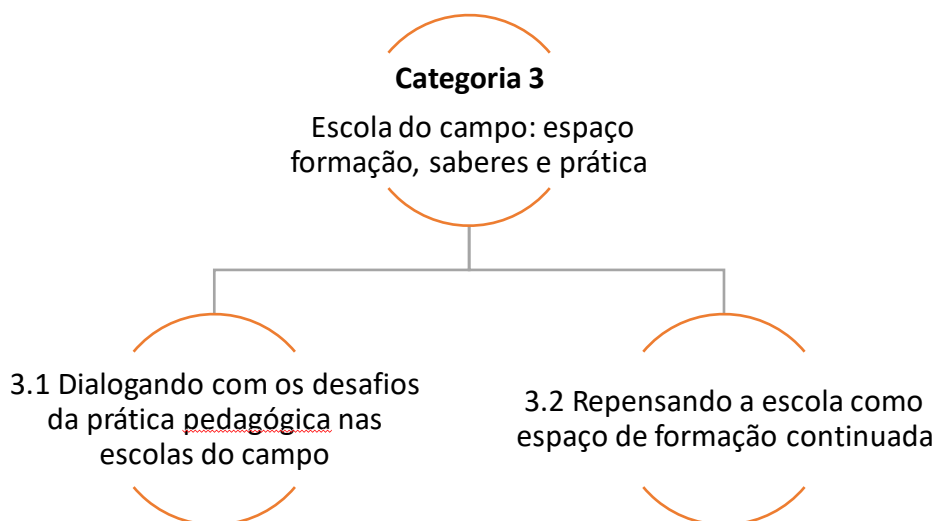 Categoria 3
Escola do campo: espaço
formação, saberes e prática
3.1 Dialogando com os desafios
da prática pedagógica nas
escolas do campo
3.2 Repensando a escola como
espaço de formação continuada